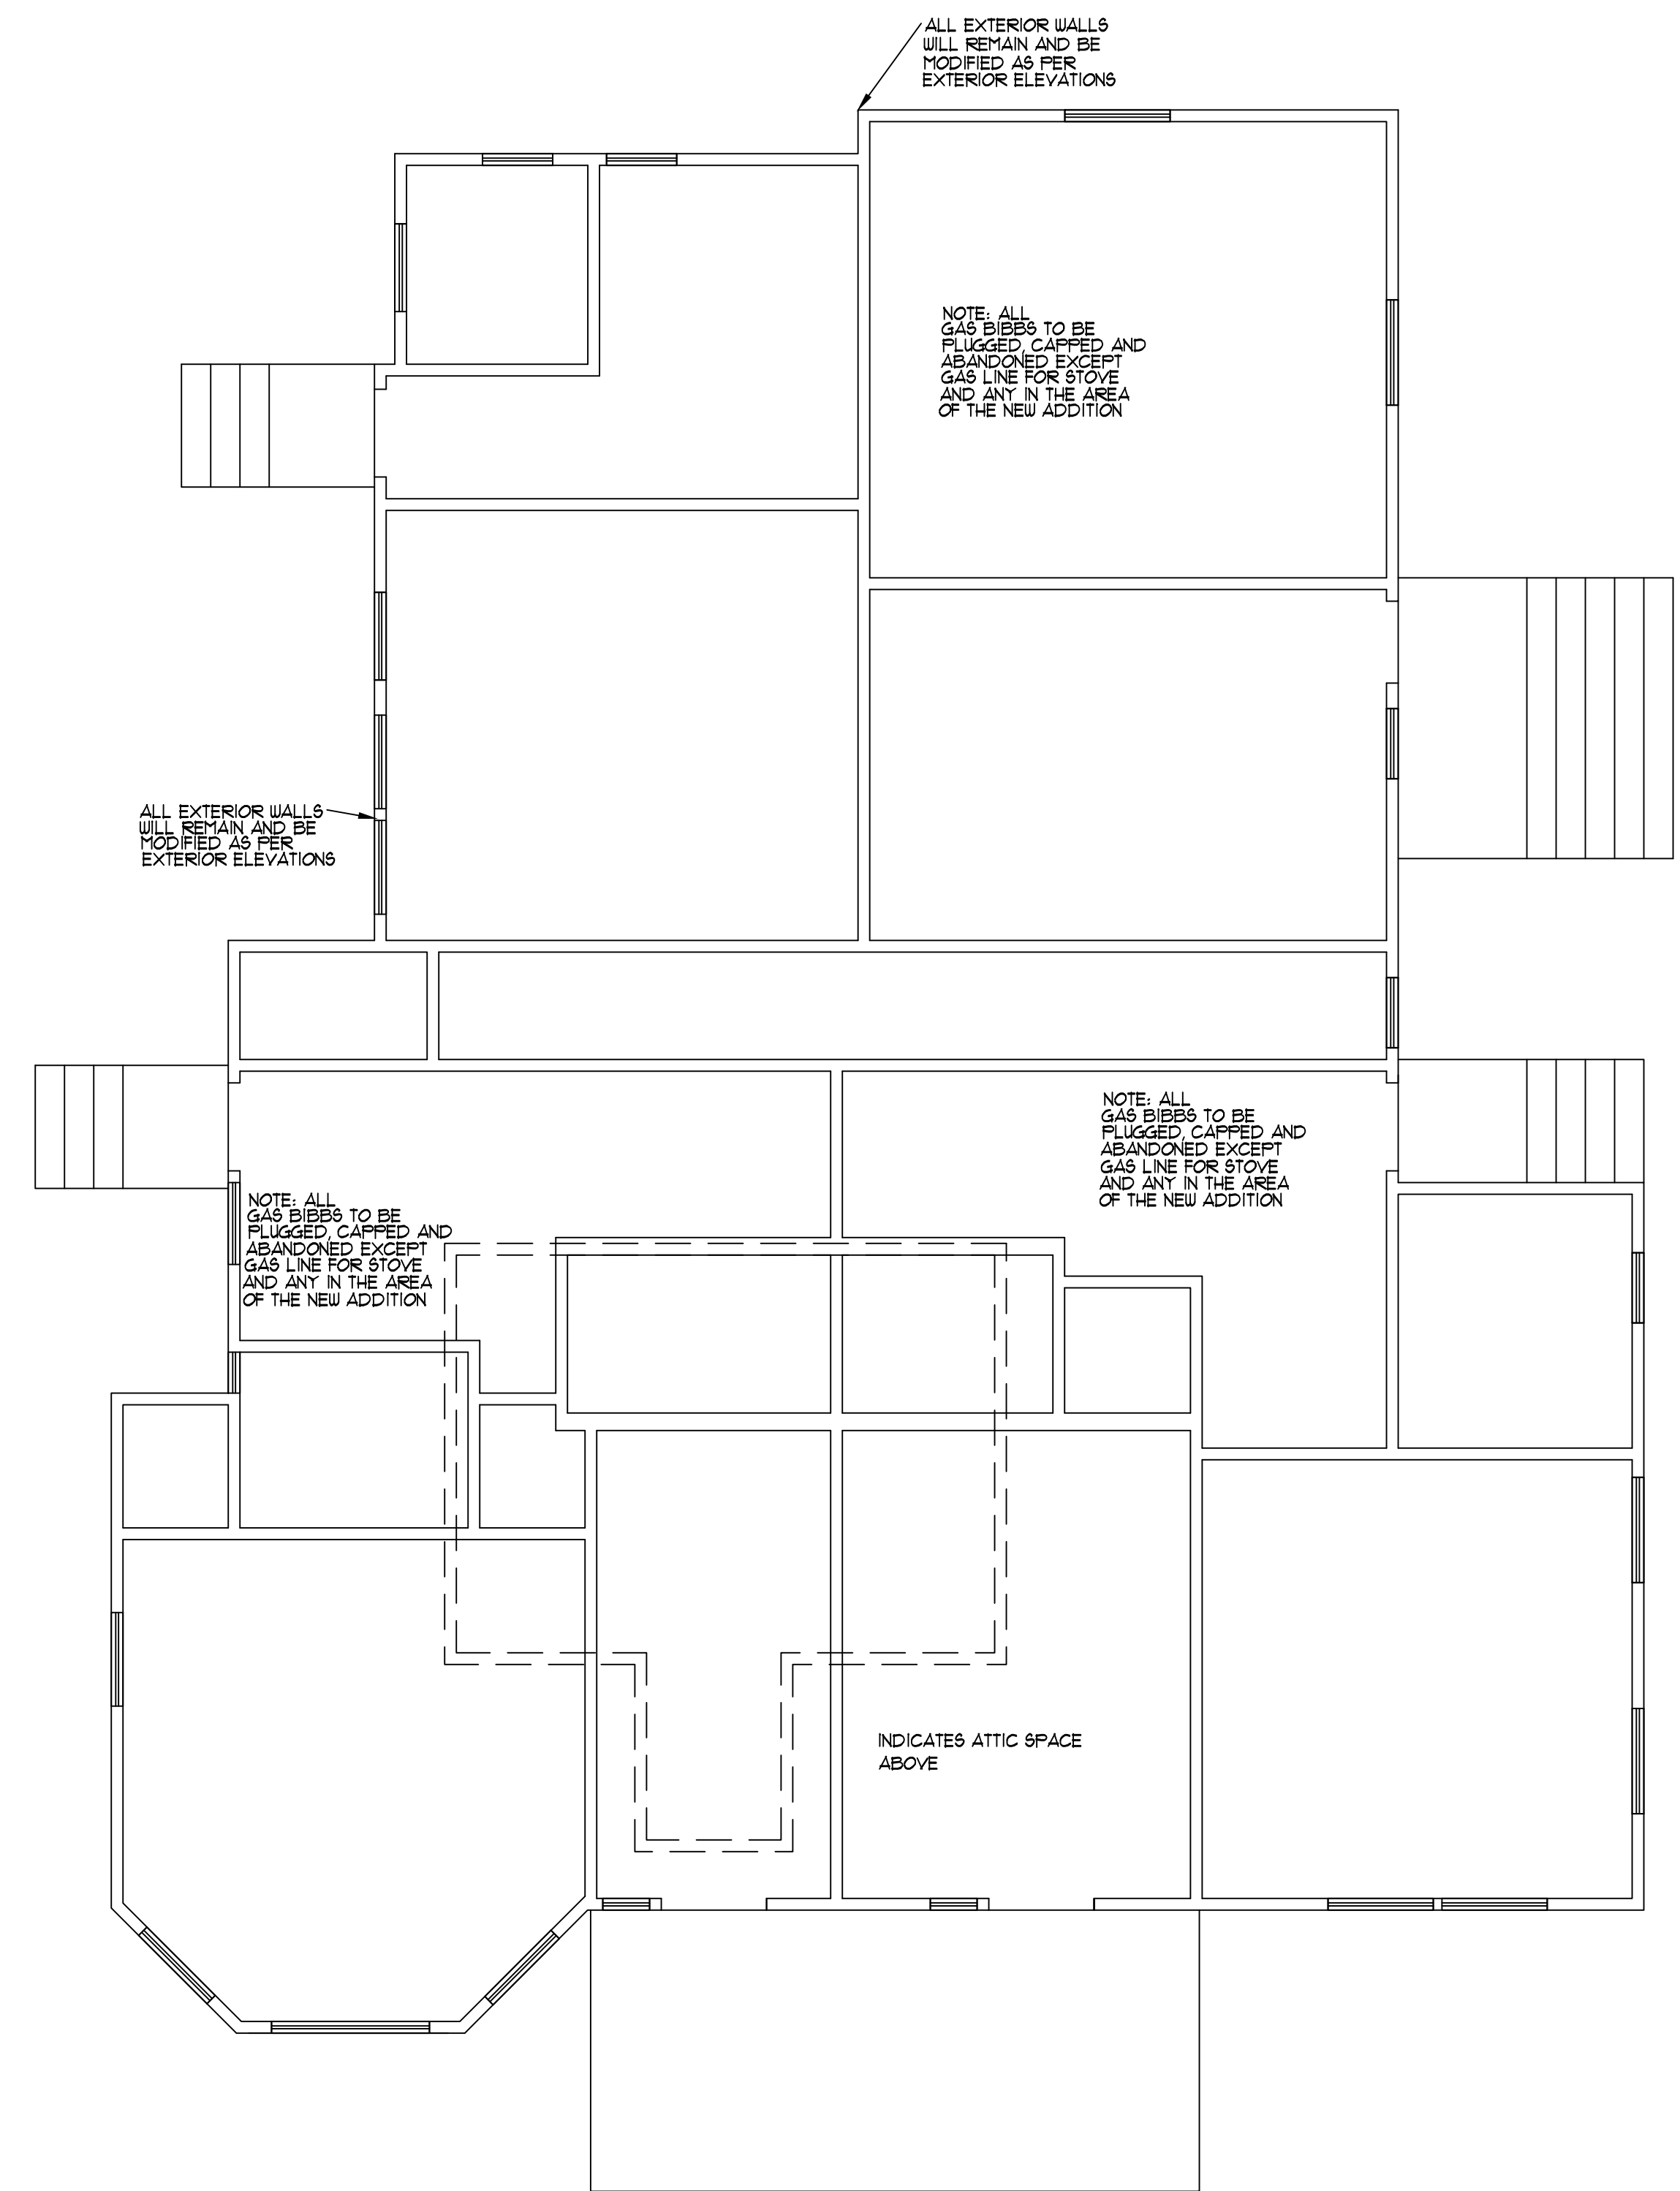 ALL EXTERIOR WALLS
WILL REMAIN AND BE
MODIFIED AS PER
EXTERIOR ELEVATIONS
NOTE: ALL
GAS BIBBS TO BE
PLUGGED, CAPPED AND
ABANDONED EXCEPT
GAS LINE FOR STOVE
AND ANY IN THE AREA
OF THE NEW ADDITION
ALL EXTERIOR WALLS
WILL REMAIN AND BE
MODIFIED AS PER
EXTERIOR ELEVATIONS
NOTE: ALL
GAS BIBBS TO BE
PLUGGED, CAPPED AND
ABANDONED EXCEPT
GAS LINE FOR STOVE
AND ANY IN THE AREA
OF THE NEW ADDITION
NOTE: ALL
GAS BIBBS TO BE
PLUGGED, CAPPED AND
ABANDONED EXCEPT
GAS LINE FOR STOVE
AND ANY IN THE AREA
OF THE NEW ADDITION
INDICATES ATTIC SPACE
ABOVE